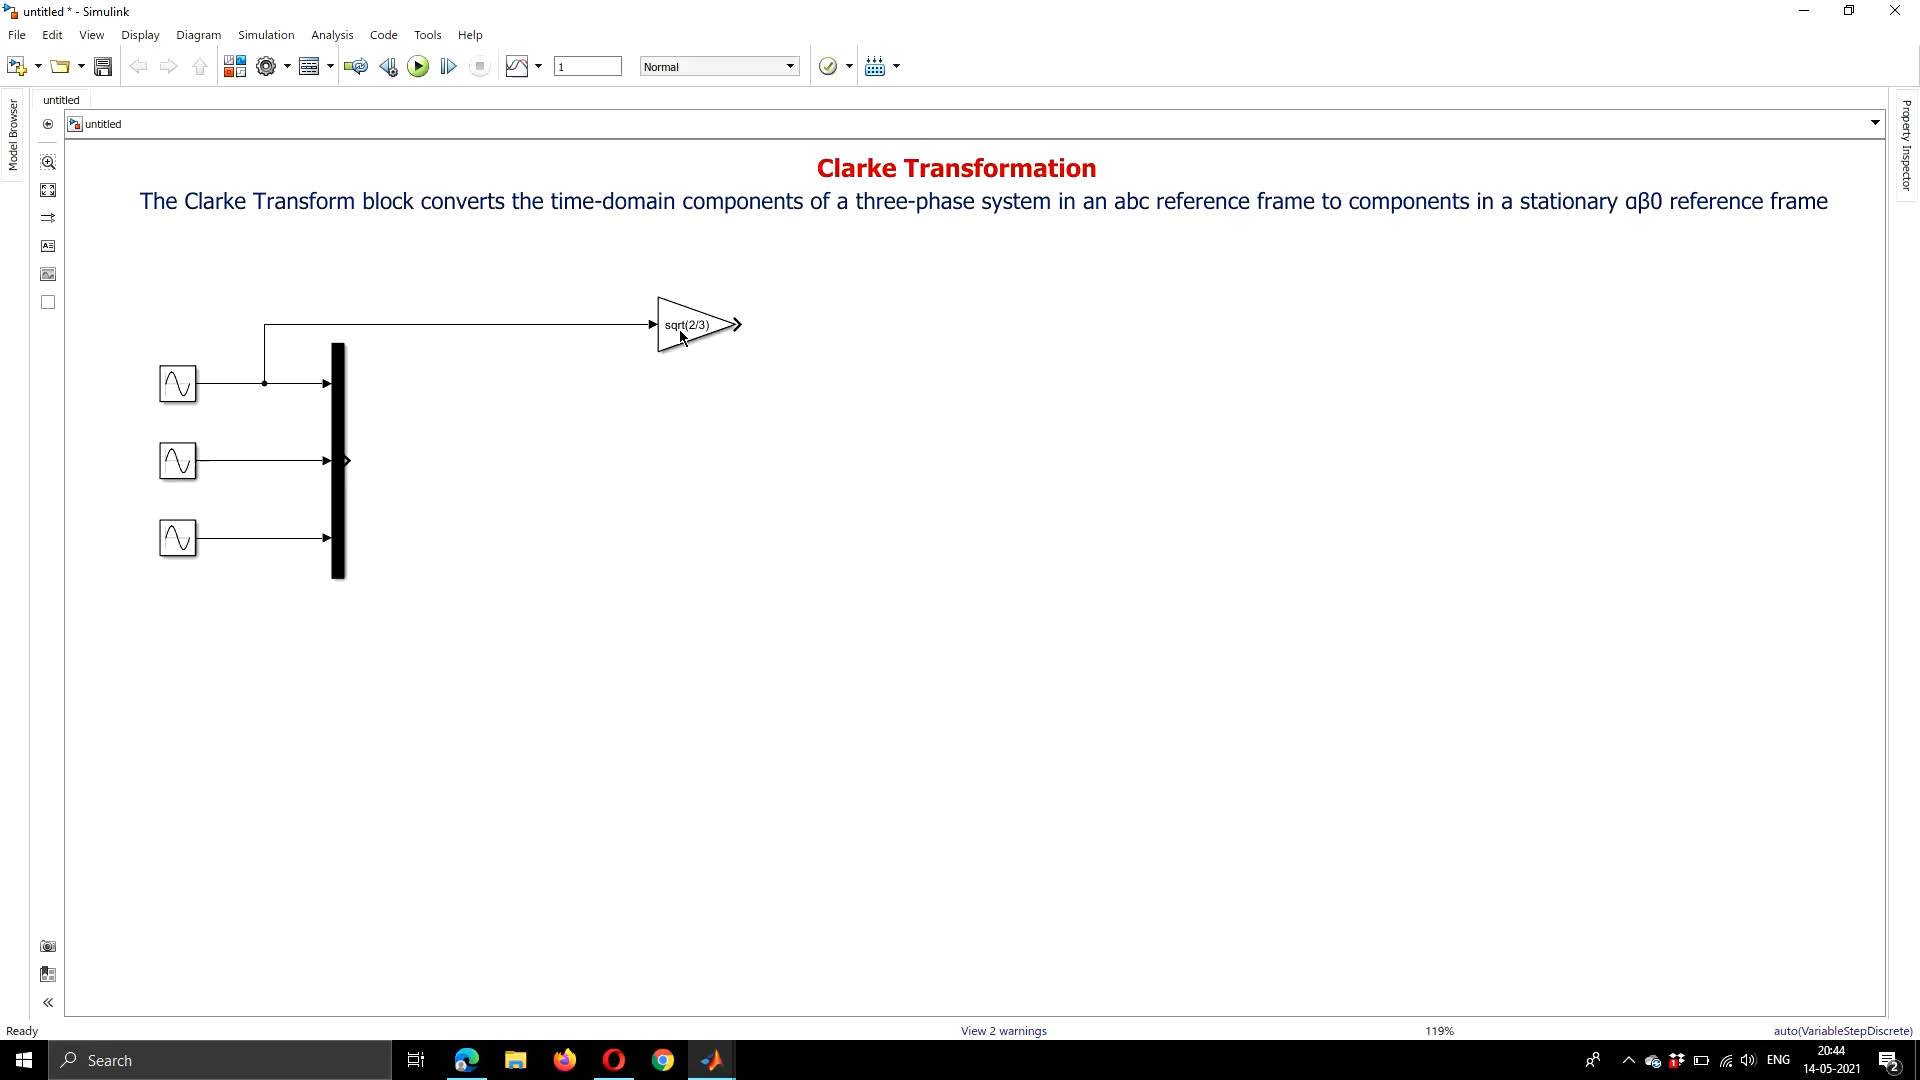 untitled * - Simulink
File Edit View Display Diagram Simulation Analysis Code Tools Help
1 Normal
untitled
untitled
Model Browser
Property Inspector
Clarke Transformation
The Clarke Transform block converts the time-domain components of a three-phase system in an abc reference frame to components in a stationary αβ0 reference frame
sqrt(2/3)
Ready View 2 warnings 119% auto(VariableStepDiscrete)
Search ENG 20:44 2
14-05-2021